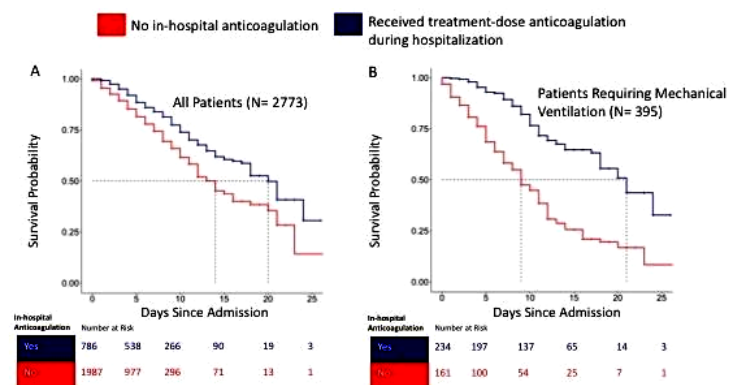 No in-hospital anticoagulation
Received treatment-dose anticoagulation
during hospitalization
A
All Patients (N= 2773)
Survival Probability
1.00
0.75
0.50
0.25
0.00
0 5 10 15 20 25
Days Since Admission
In-hospital
Anticoagulation
Number at Risk
Yes 786 538 266 90 19 3
No 1987 977 296 71 13 1
B
Patients Requiring Mechanical
Ventilation (N= 395)
Survival Probability
1.00
0.75
0.50
0.25
0.00
0 5 10 15 20 25
Days Since Admission
In-hospital
Anticoagulation
Number at Risk
Yes 234 197 137 65 14 3
No 161 100 54 25 7 1